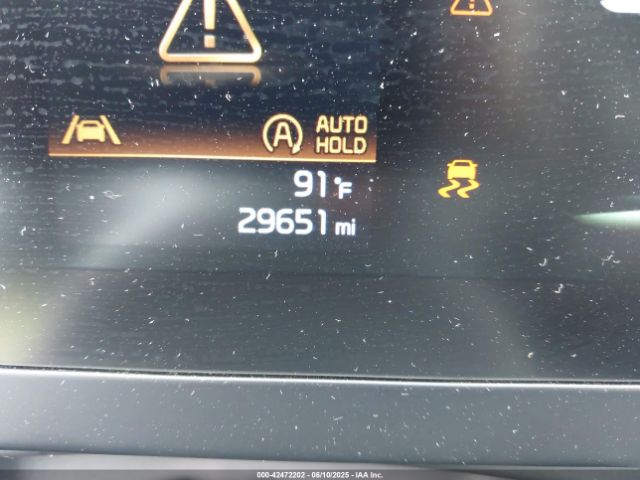 A AUTO
HOLD
91°F
29651 mi
000-42472202 - 06/10/2025 - IAA Inc.